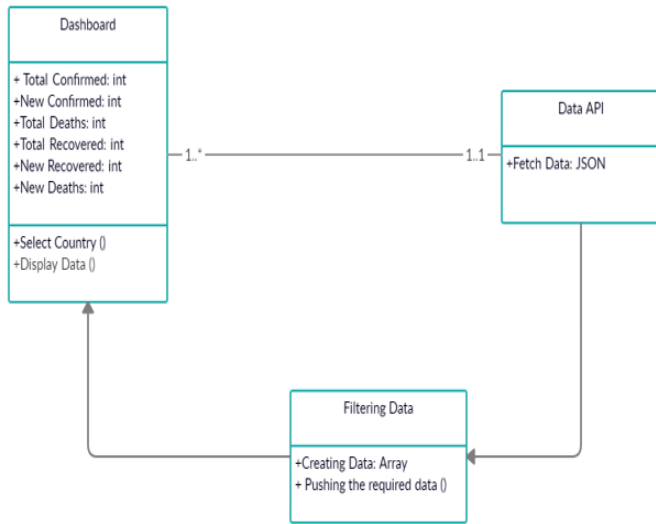 Dashboard
+ Total Confirmed: int
+New Confirmed: int
+Total Deaths: int
+Total Recovered: int
+New Recovered: int
+New Deaths: int
+Select Country ()
+Display Data ()
1..*
1..1
Data API
+Fetch Data: JSON
Filtering Data
+Creating Data: Array
+ Pushing the required data ()